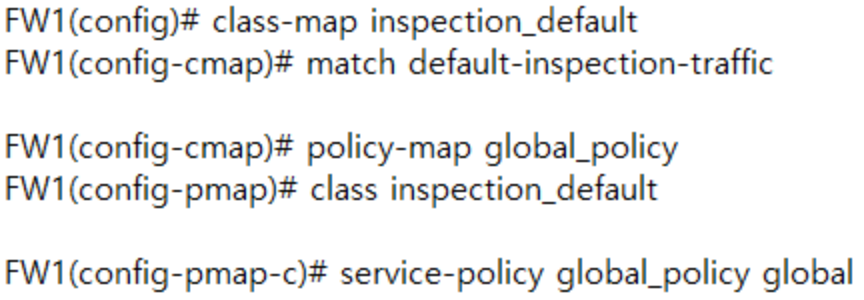 FW1(config)# class-map inspection_default
FW1(config-cmap)# match default-inspection-traffic
FW1(config-cmap)# policy-map global_policy
FW1(config-pmap)# class inspection_default
FW1(config-pmap-c)# service-policy global_policy global